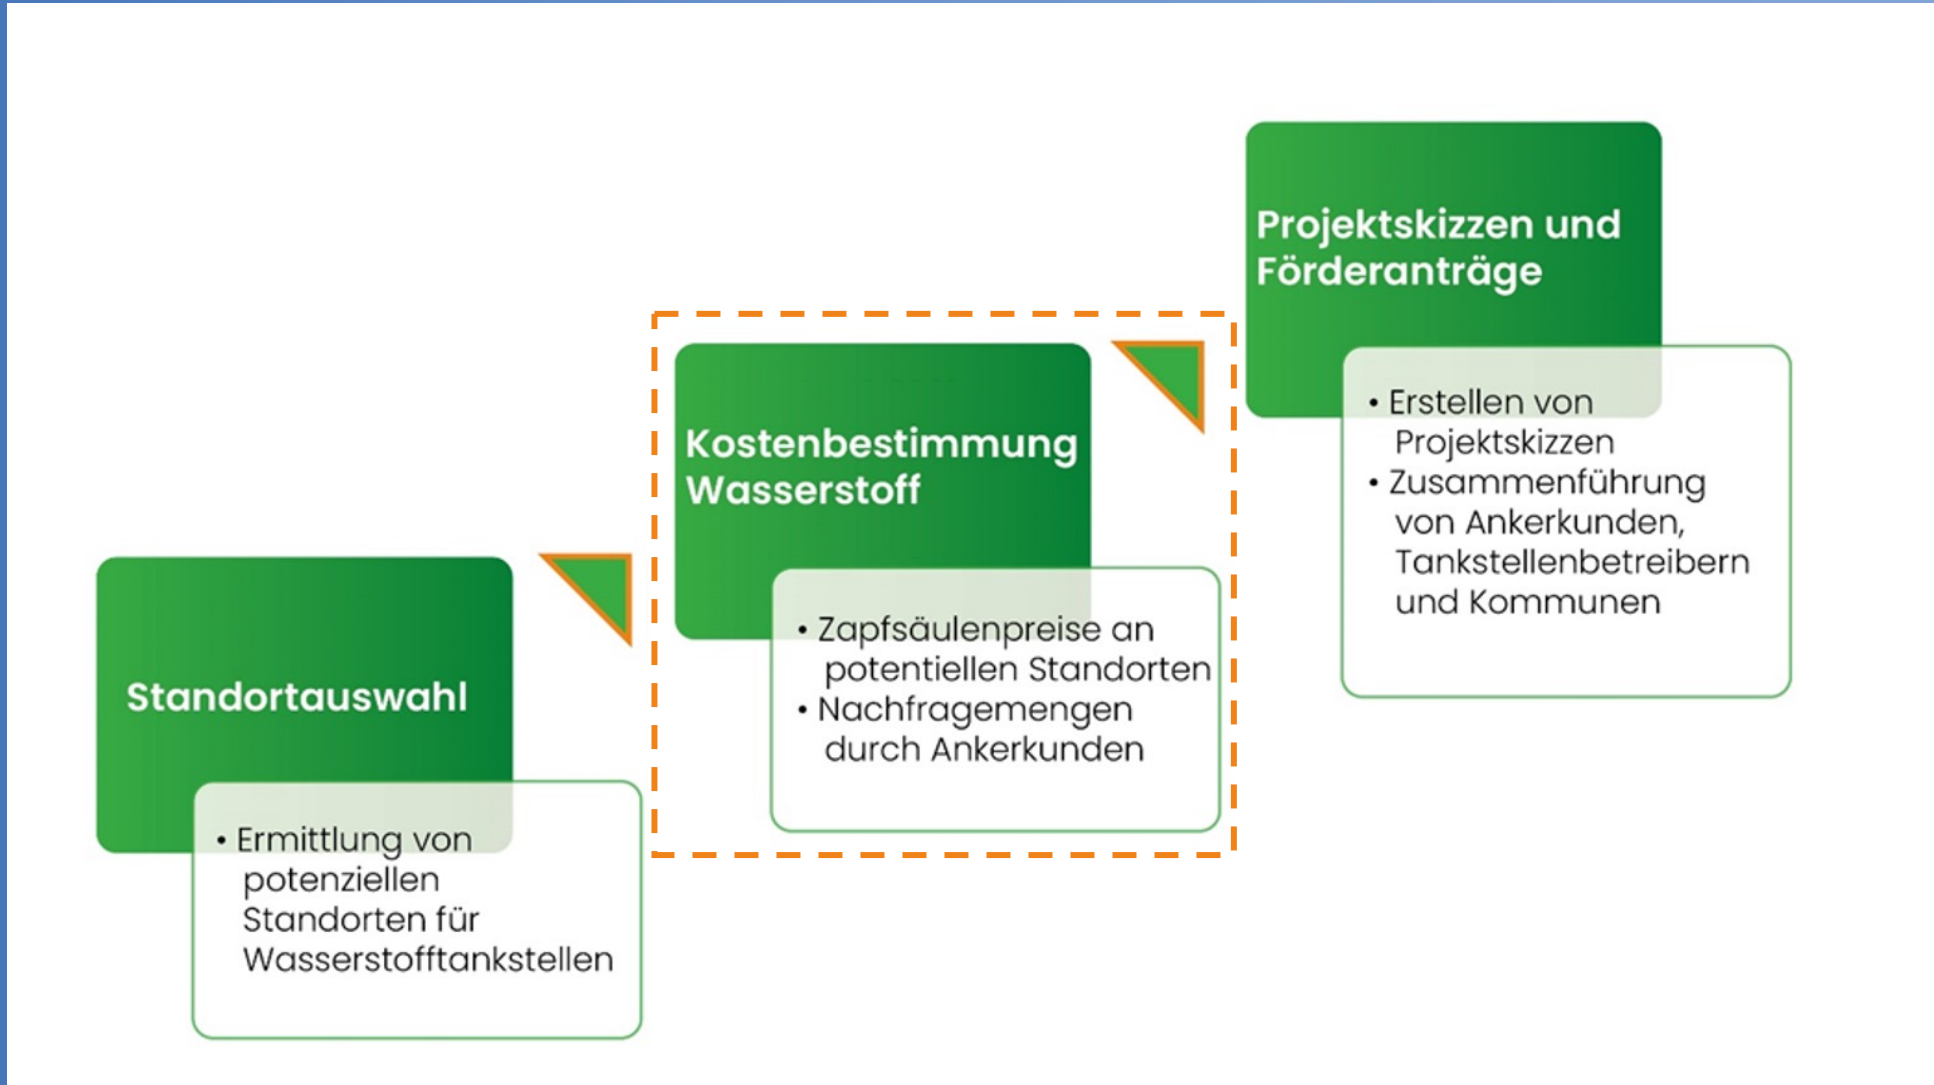 Standortauswahl
• Ermittlung von
potenziellen
Standorten für
Wasserstofftankstellen
Kostenbestimmung
Wasserstoff
• Zapfsäulenpreise an
potentiellen Standorten
• Nachfragemengen
durch Ankerkunden
Projektskizzen und
Förderanträge
• Erstellen von
Projektskizzen
• Zusammenführung
von Ankerkunden,
Tankstellenbetreibern
und Kommunen